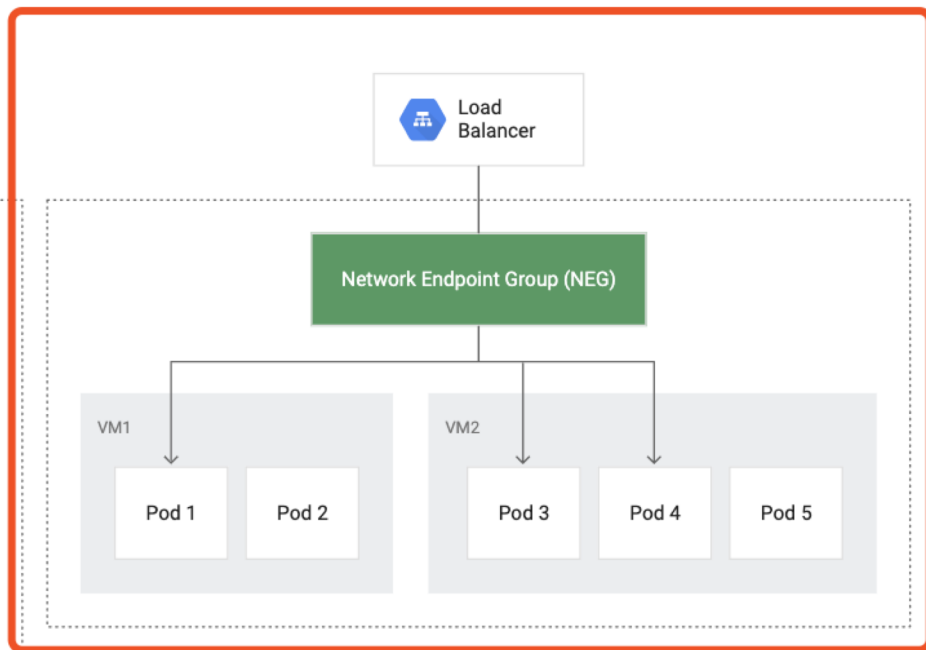 Load
Balancer
Network Endpoint Group (NEG)
VM1
VM2
Pod 1
Pod 2
Pod 3
Pod 4
Pod 5